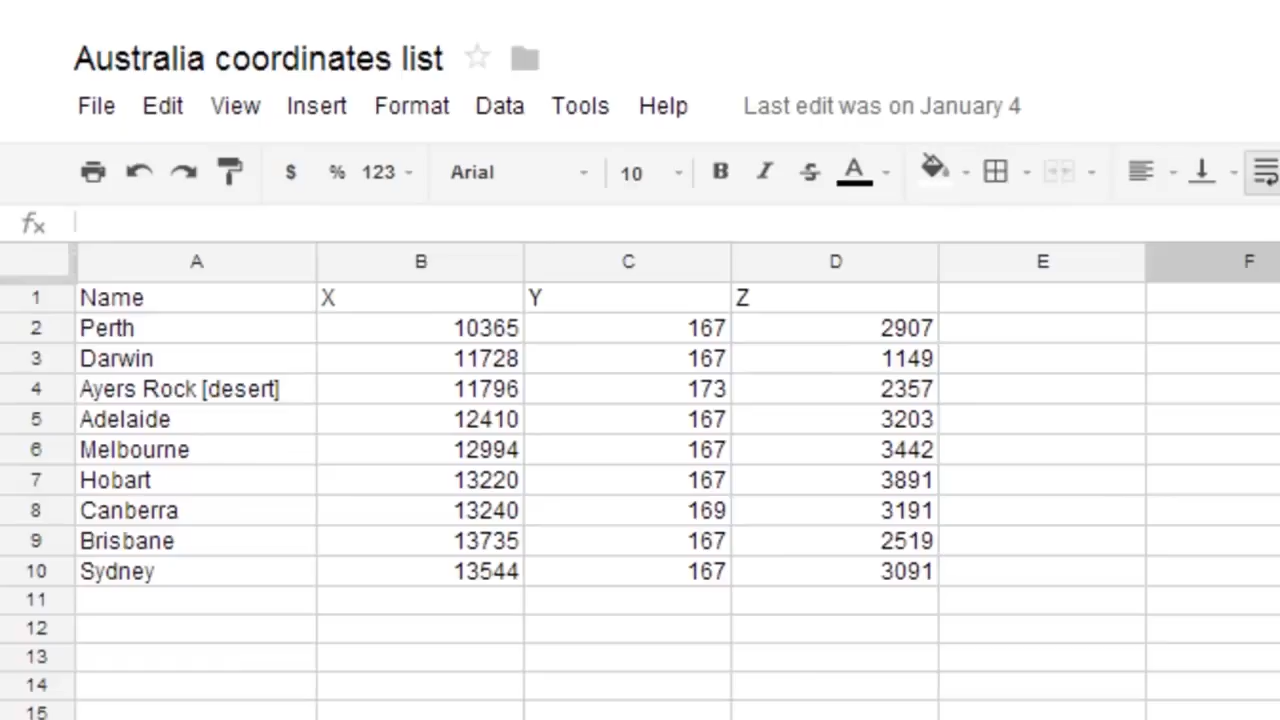 Australia coordinates list
File Edit View Insert Format Data Tools Help Last edit was on January 4
$ % 123 Arial 10 B I S A
fx
A B C D E F
1 Name X Y Z
2 Perth 10365 167 2907
3 Darwin 11728 167 1149
4 Ayers Rock [desert] 11796 173 2357
5 Adelaide 12410 167 3203
6 Melbourne 12994 167 3442
7 Hobart 13220 167 3891
8 Canberra 13240 169 3191
9 Brisbane 13735 167 2519
10 Sydney 13544 167 3091
11
12
13
14
15